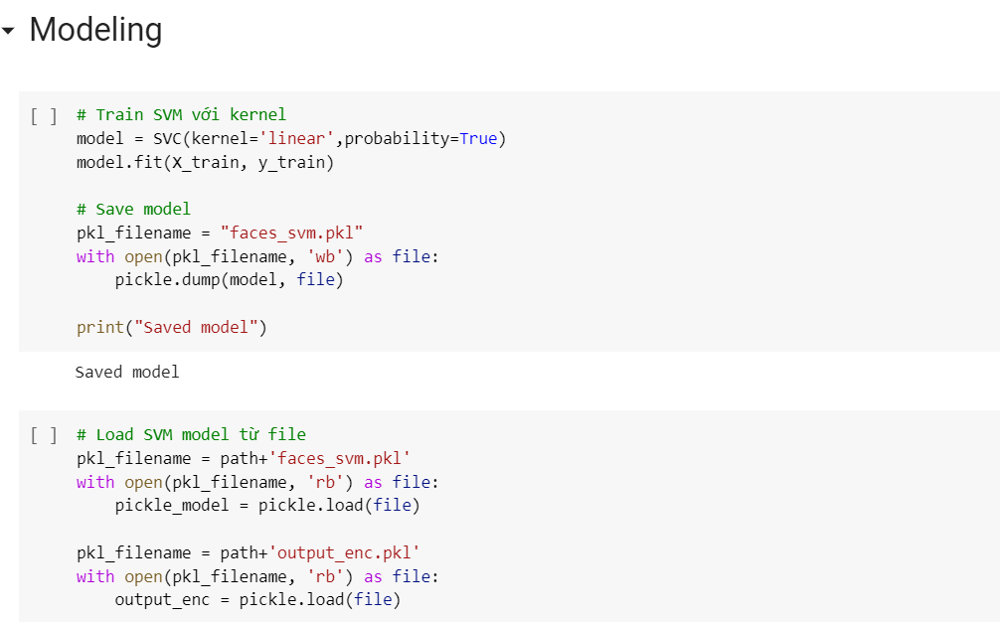 Modeling
[ ] # Train SVM với kernel
model = SVC(kernel='linear',probability=True)
model.fit(X_train, y_train)
# Save model
pkl_filename = "faces_svm.pkl"
with open(pkl_filename, 'wb') as file:
    pickle.dump(model, file)
print("Saved model")
Saved model
[ ] # Load SVM model từ file
pkl_filename = path+'faces_svm.pkl'
with open(pkl_filename, 'rb') as file:
    pickle_model = pickle.load(file)
pkl_filename = path+'output_enc.pkl'
with open(pkl_filename, 'rb') as file:
    output_enc = pickle.load(file)